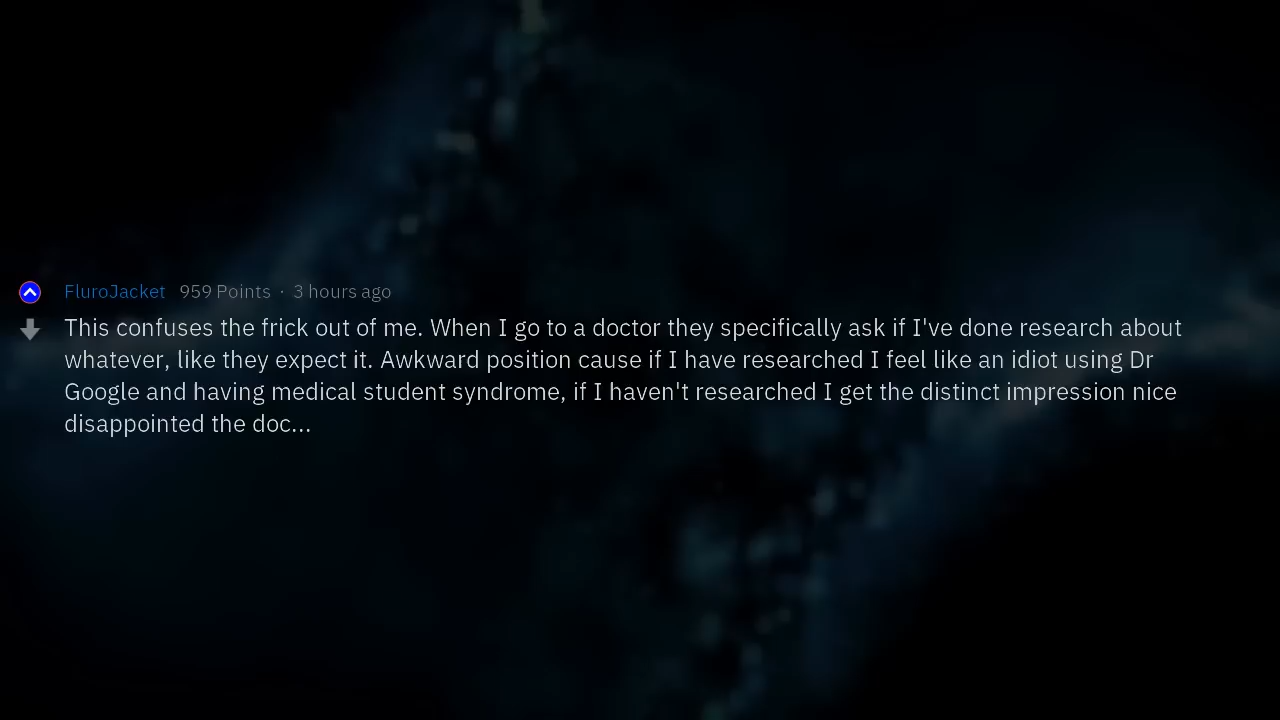 FluroJacket 959 Points · 3 hours ago
This confuses the frick out of me. When I go to a doctor they specifically ask if I've done research about
whatever, like they expect it. Awkward position cause if I have researched I feel like an idiot using Dr
Google and having medical student syndrome, if I haven't researched I get the distinct impression nice
disappointed the doc...